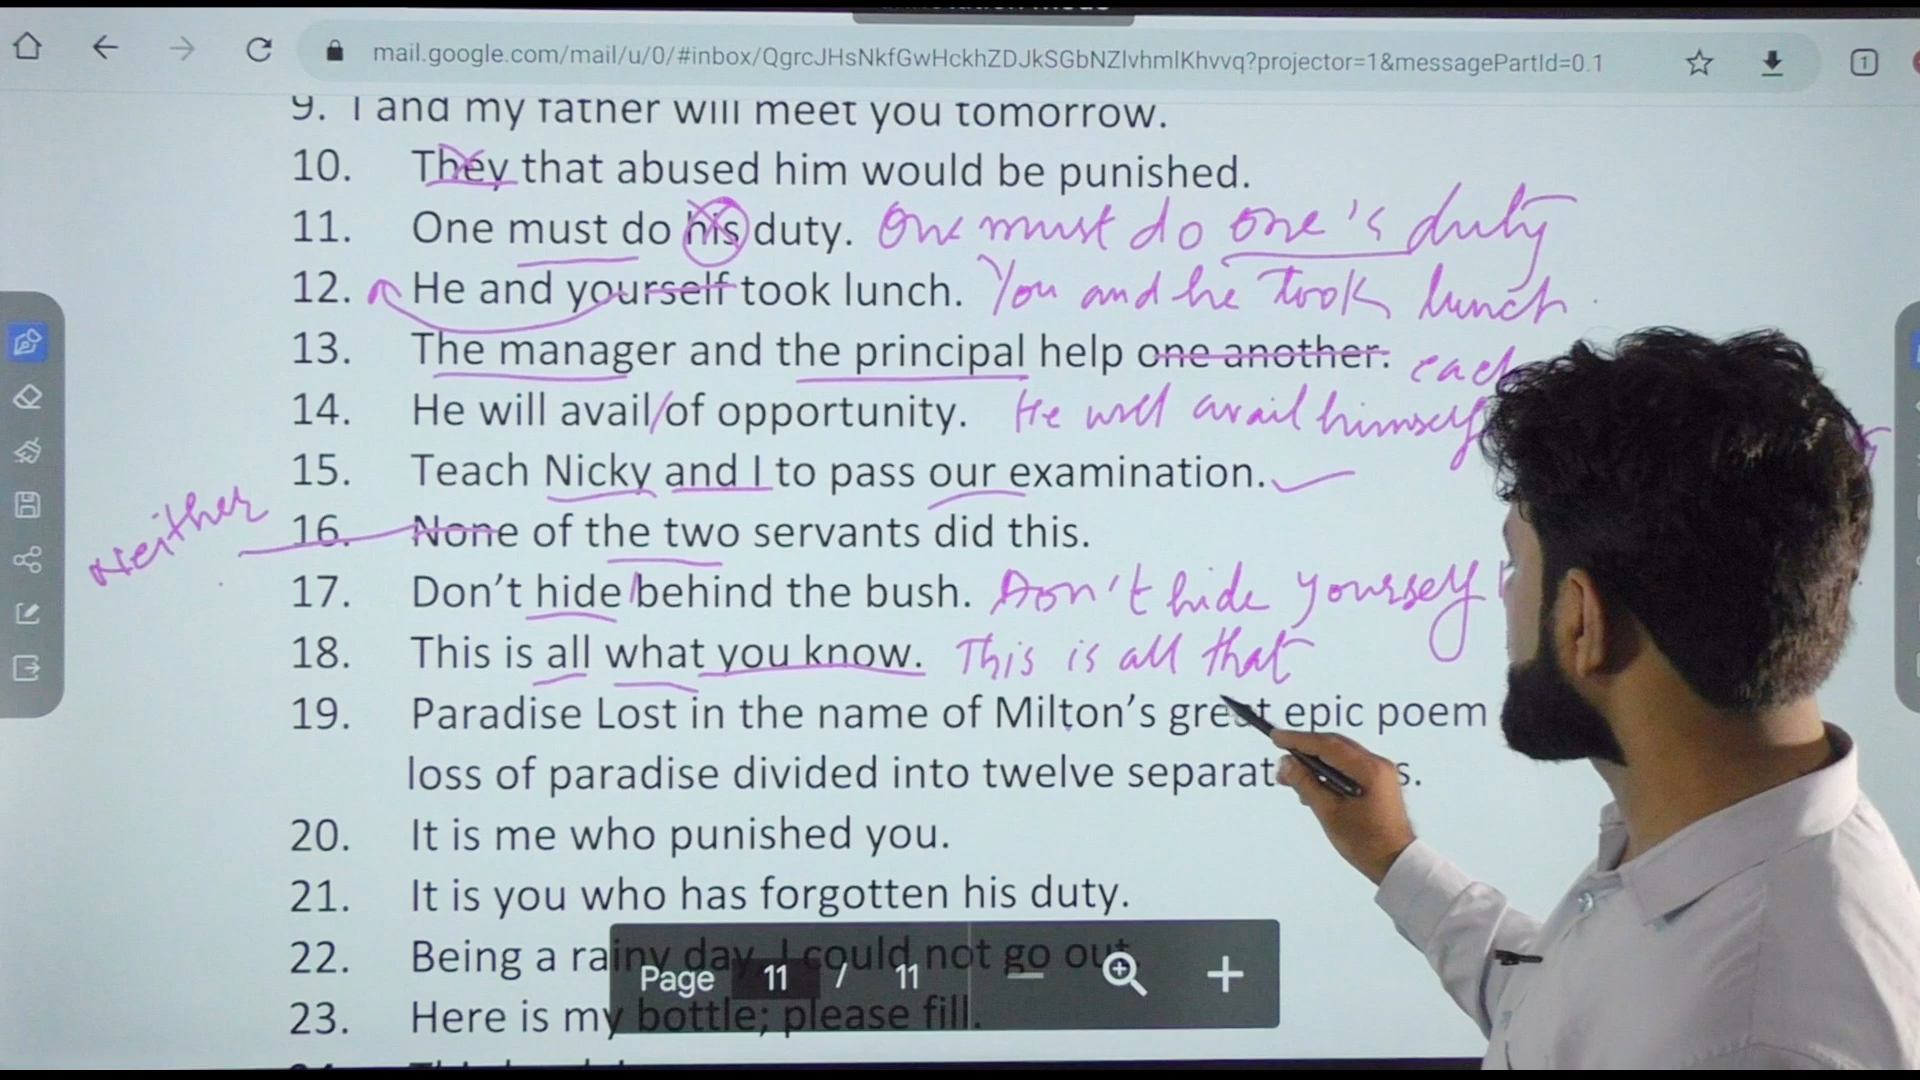 mail.google.com/mail/u/0/#inbox/QgrcJHsNkfGwHckhZDJkSGbNZlvhmlKhvvq?projector=1&messagePartId=0.1 1
9. I and my father will meet you tomorrow.
10. They that abused him would be punished.
11. One must do his duty. One must do one's duty
12. He and yourself took lunch. You and he took lunch
13. The manager and the principal help one another. each
14. He will avail/of opportunity. He will avail himself
15. Teach Nicky and I to pass our examination.
Neither 16. None of the two servants did this.
17. Don't hide behind the bush. Don't hide yourself
18. This is all what you know. This is all that
19. Paradise Lost in the name of Milton's great epic poem
loss of paradise divided into twelve
20. It is me who punished you.
21. It is you who has forgotten his duty.
22. Being a rainy day, I could not go out.
Page 11 / 11
23. Here is my bottle; please fill.